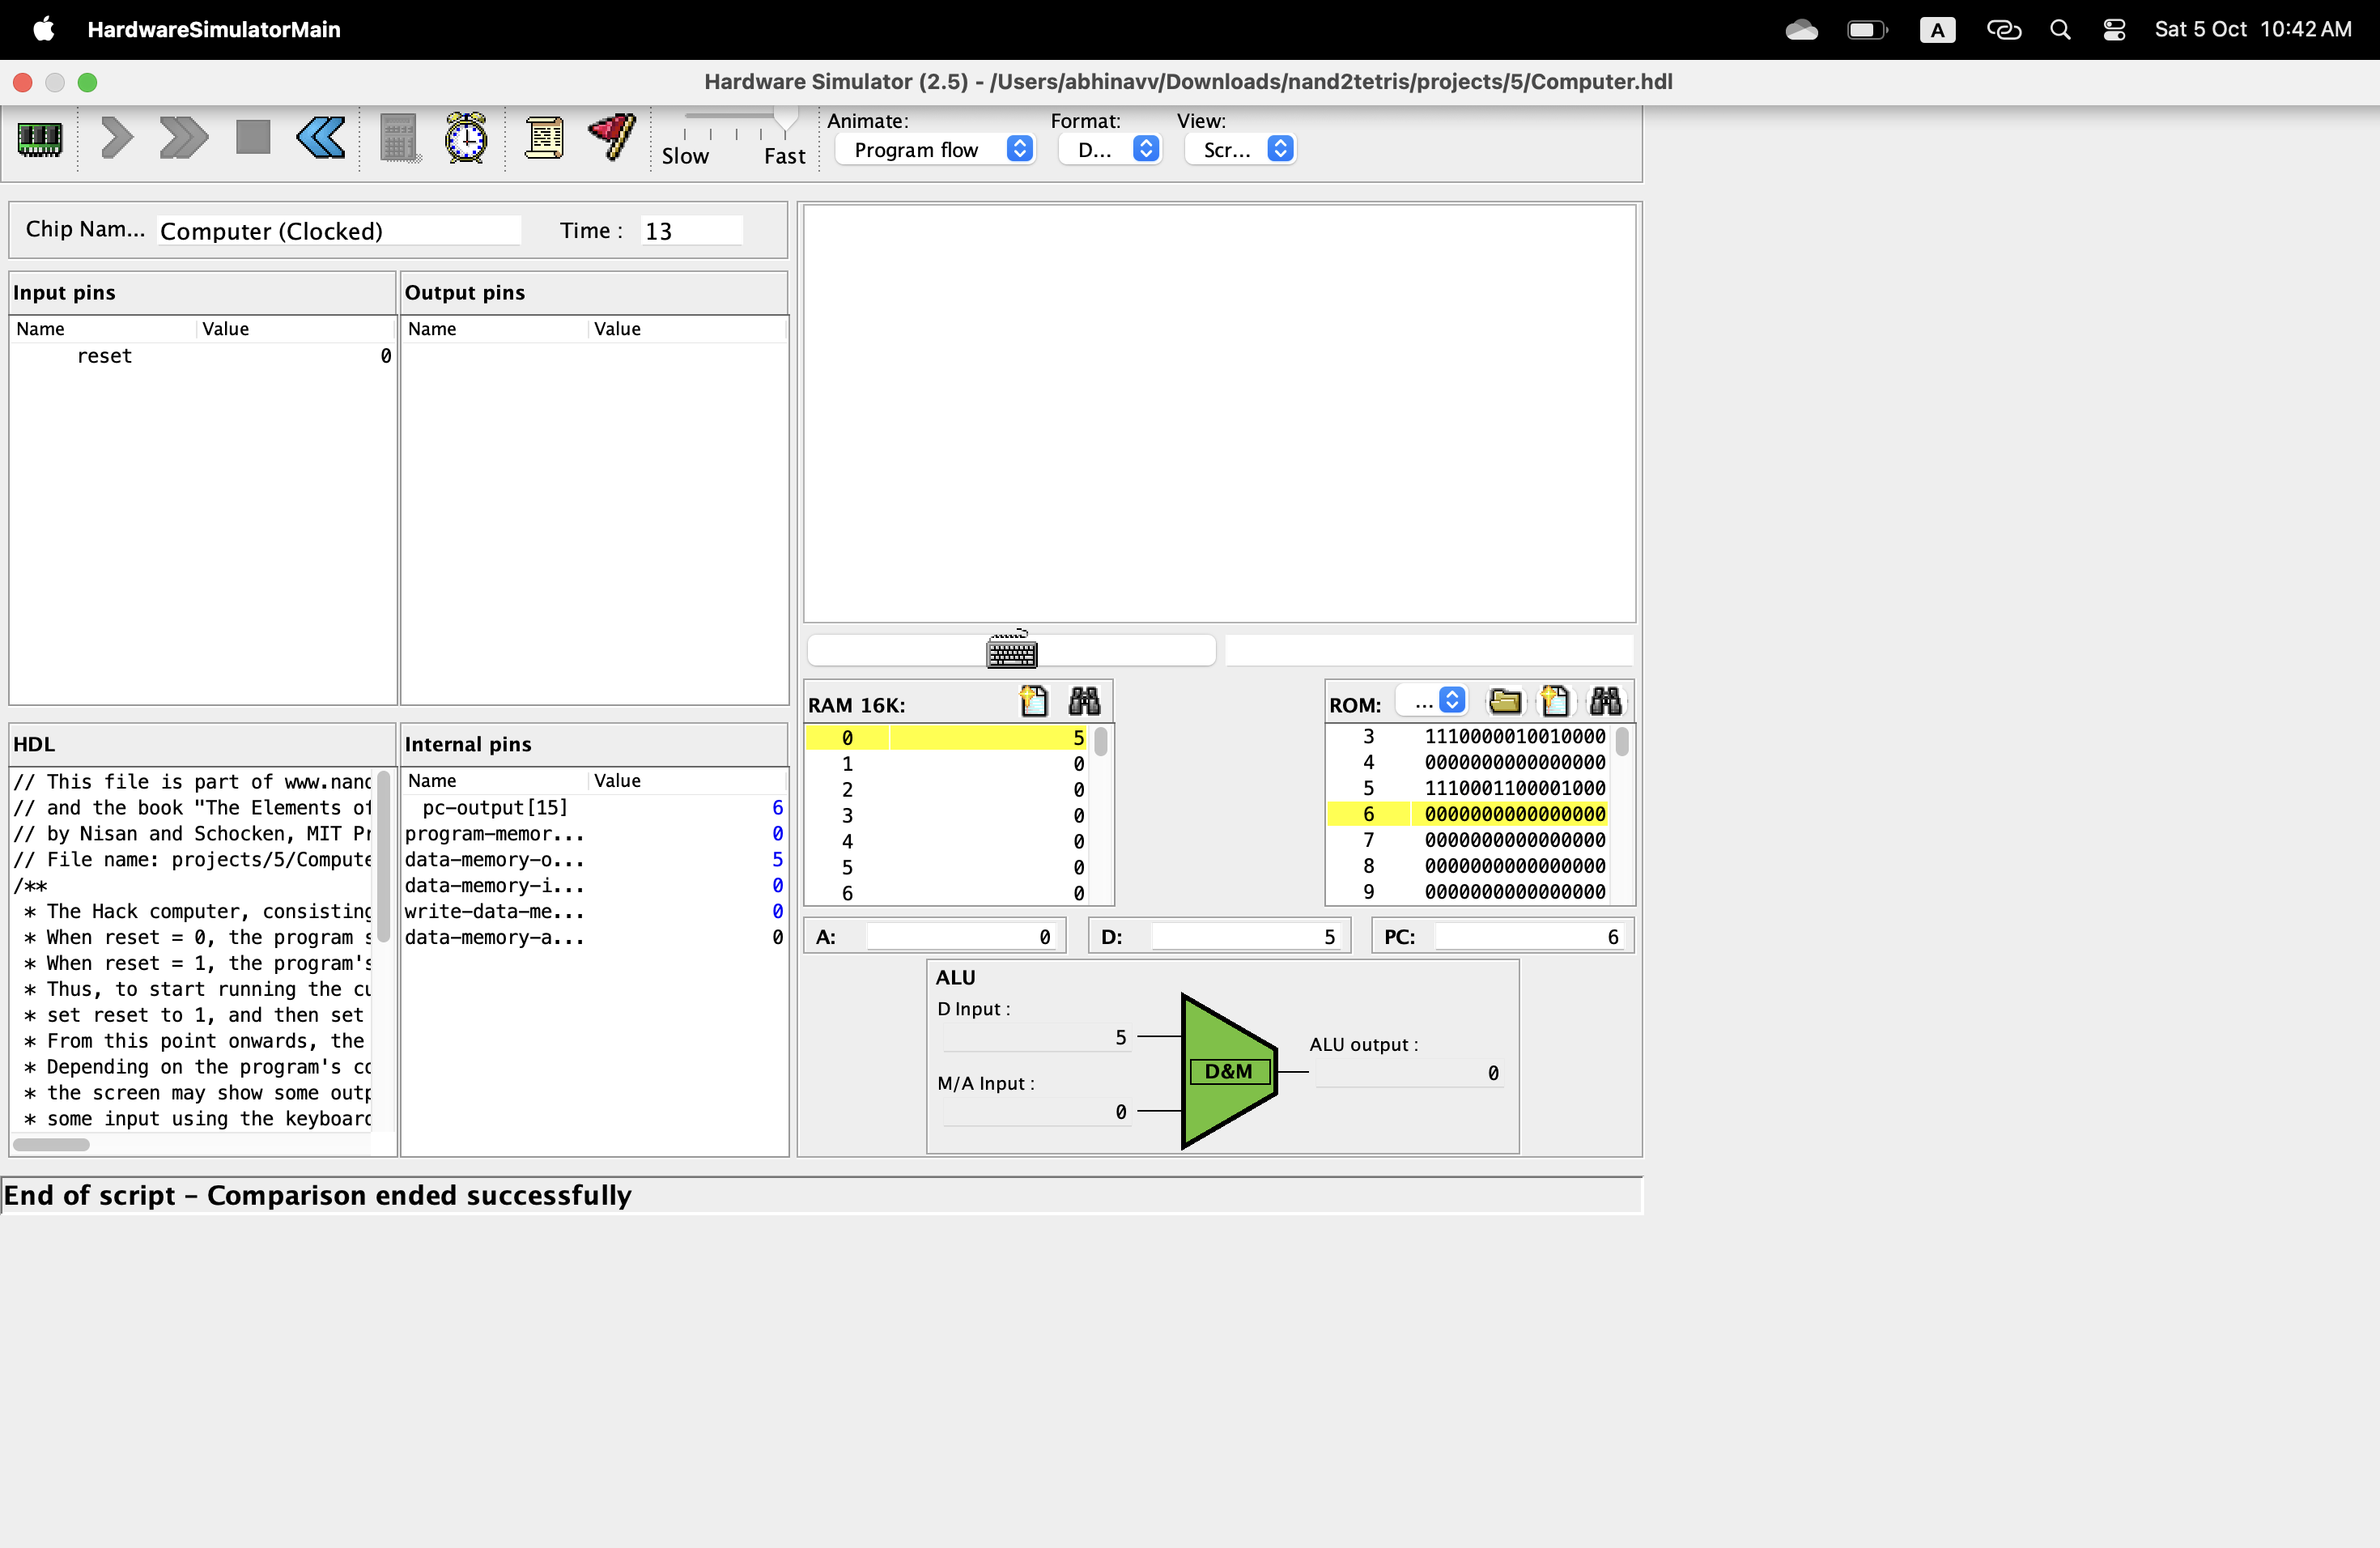 HardwareSimulatorMain
A
Sat 5 Oct 10:42 AM
Hardware Simulator (2.5) - /Users/abhinavv/Downloads/nand2tetris/projects/5/Computer.hdl
Slow
Fast
Animate:
Program flow
Format:
D...
View:
Scr...
Chip Nam...
Computer (Clocked)
Time :
13
Input pins
Name Value
reset 0
Output pins
Name Value
HDL
// This file is part of www.nand
// and the book "The Elements of
// by Nisan and Schocken, MIT Pr
// File name: projects/5/Compute
/**
* The Hack computer, consisting
* When reset = 0, the program s
* When reset = 1, the program's
* Thus, to start running the cu
* set reset to 1, and then set
* From this point onwards, the
* Depending on the program's co
* the screen may show some outp
* some input using the keyboard
Internal pins
Name Value
pc-output[15] 6
program-memor... 0
data-memory-o... 5
data-memory-i... 0
write-data-me... 0
data-memory-a... 0
RAM 16K:
0 5
1 0
2 0
3 0
4 0
5 0
6 0
ROM:
...
3 1110000010010000
4 0000000000000000
5 1110001100001000
6 0000000000000000
7 0000000000000000
8 0000000000000000
9 0000000000000000
A: 0
D: 5
PC: 6
ALU
D Input :
5
M/A Input :
0
D&M
ALU output :
0
End of script - Comparison ended successfully